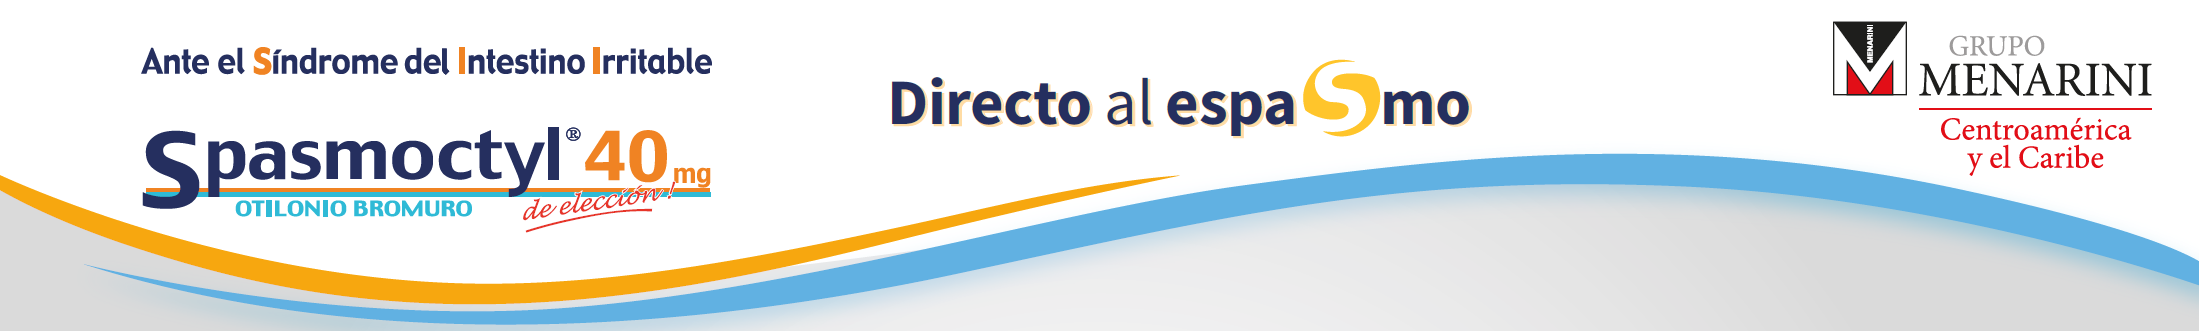 Ante el Síndrome del Intestino Irritable
Spasmoctyl® 40 mg
OTILONIO BROMURO
de elección!
Directo al espasmo
MENARINI
GRUPO
MENARINI
Centroamérica
y el Caribe